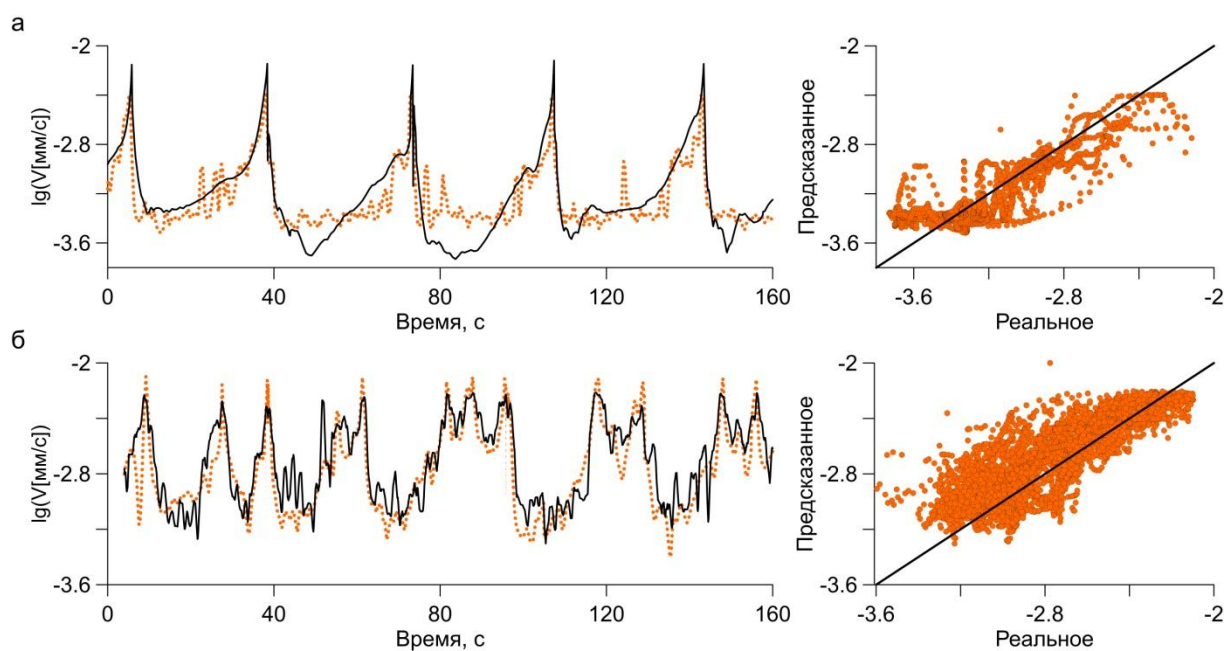 а
-2
-2.8
-3.6
lg(V[мм/с])
0
40
80
120
160
Время, с
-2
-2.8
-3.6
Предсказанное
-3.6
-2.8
-2
Реальное
б
-2
-2.8
-3.6
lg(V[мм/с])
0
40
80
120
160
Время, с
-2
-2.8
-3.6
Предсказанное
-3.6
-2.8
-2
Реальное